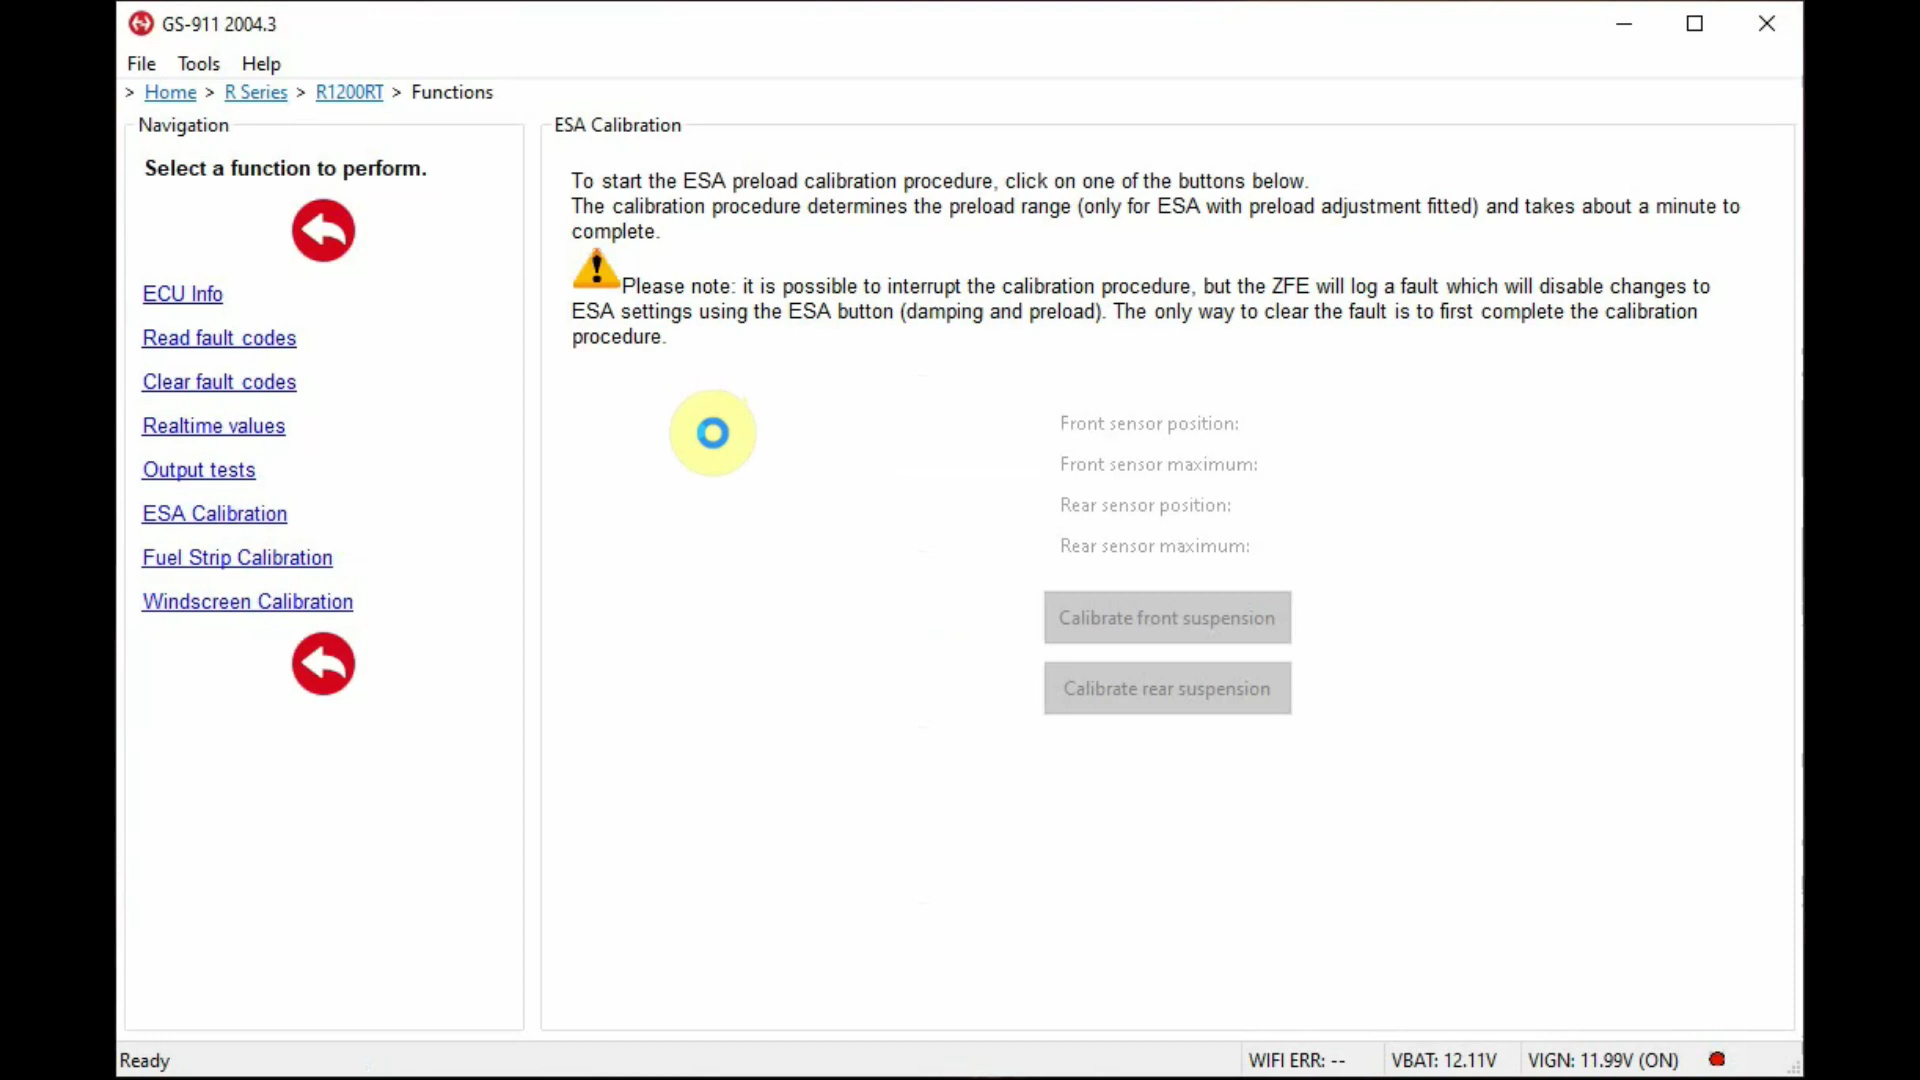 GS-911 2004.3
File Tools Help
> Home > R Series > R1200RT > Functions
Navigation
Select a function to perform.
ECU Info
Read fault codes
Clear fault codes
Realtime values
Output tests
ESA Calibration
Fuel Strip Calibration
Windscreen Calibration
ESA Calibration
To start the ESA preload calibration procedure, click on one of the buttons below.
The calibration procedure determines the preload range (only for ESA with preload adjustment fitted) and takes about a minute to
complete.
Please note: it is possible to interrupt the calibration procedure, but the ZFE will log a fault which will disable changes to
ESA settings using the ESA button (damping and preload). The only way to clear the fault is to first complete the calibration
procedure.
Front sensor position:
Front sensor maximum:
Rear sensor position:
Rear sensor maximum:
Calibrate front suspension
Calibrate rear suspension
Ready
WIFI ERR: --
VBAT: 12.11V
VIGN: 11.99V (ON)